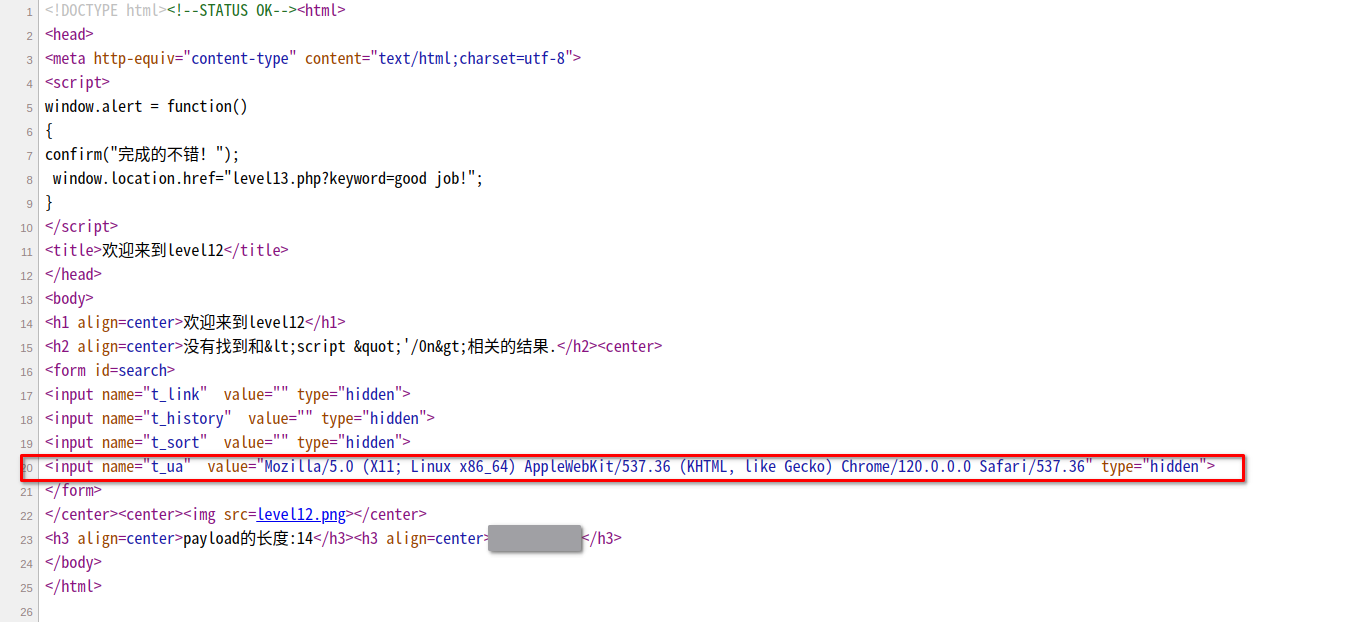 1 <!DOCTYPE html><!--STATUS OK--><html>
2 <head>
3 <meta http-equiv="content-type" content="text/html;charset=utf-8">
4 <script>
5 window.alert = function()
6 {
7 confirm("完成的不错！");
8  window.location.href="level13.php?keyword=good job!";
9 }
10 </script>
11 <title>欢迎来到level12</title>
12 </head>
13 <body>
14 <h1 align=center>欢迎来到level12</h1>
15 <h2 align=center>没有找到和&lt;script &quot;'/0n&gt;相关的结果.</h2><center>
16 <form id=search>
17 <input name="t_link"  value="" type="hidden">
18 <input name="t_history"  value="" type="hidden">
19 <input name="t_sort"  value="" type="hidden">
20 <input name="t_ua"  value="Mozilla/5.0 (X11; Linux x86_64) AppleWebKit/537.36 (KHTML, like Gecko) Chrome/120.0.0.0 Safari/537.36" type="hidden">
21 </form>
22 </center><center><img src=level12.png></center>
23 <h3 align=center>payload的长度:14</h3><h3 align=center></h3>
24 </body>
25 </html>
26